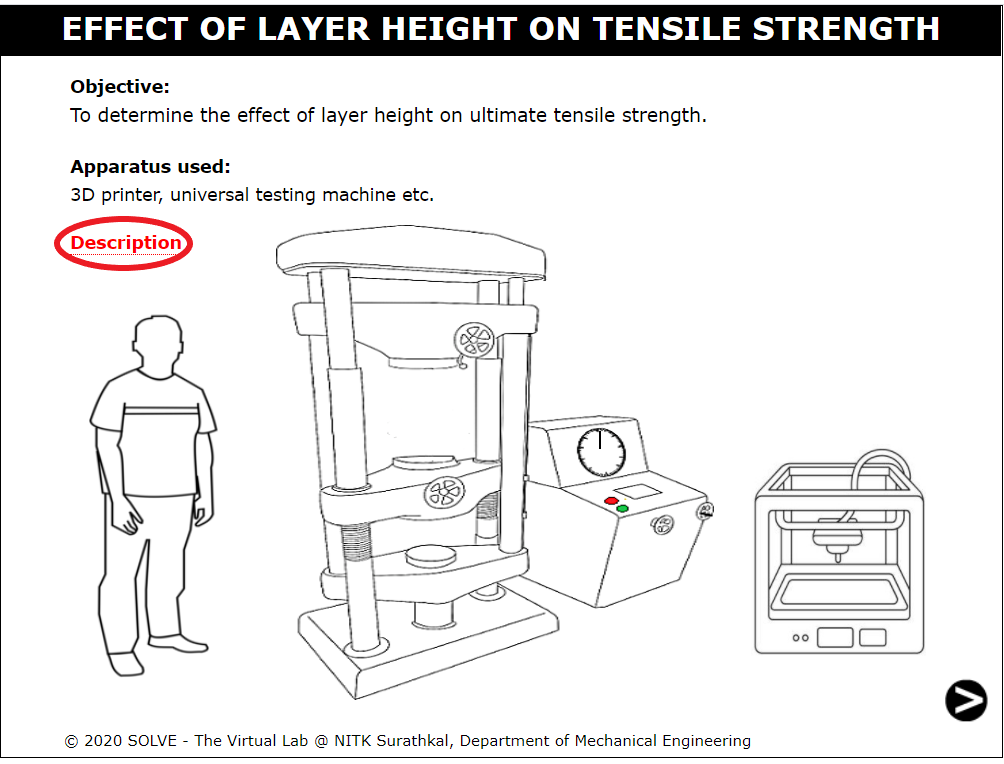 EFFECT OF LAYER HEIGHT ON TENSILE STRENGTH
Objective:
To determine the effect of layer height on ultimate tensile strength.
Apparatus used:
3D printer, universal testing machine etc.
Description
© 2020 SOLVE - The Virtual Lab @ NITK Surathkal, Department of Mechanical Engineering